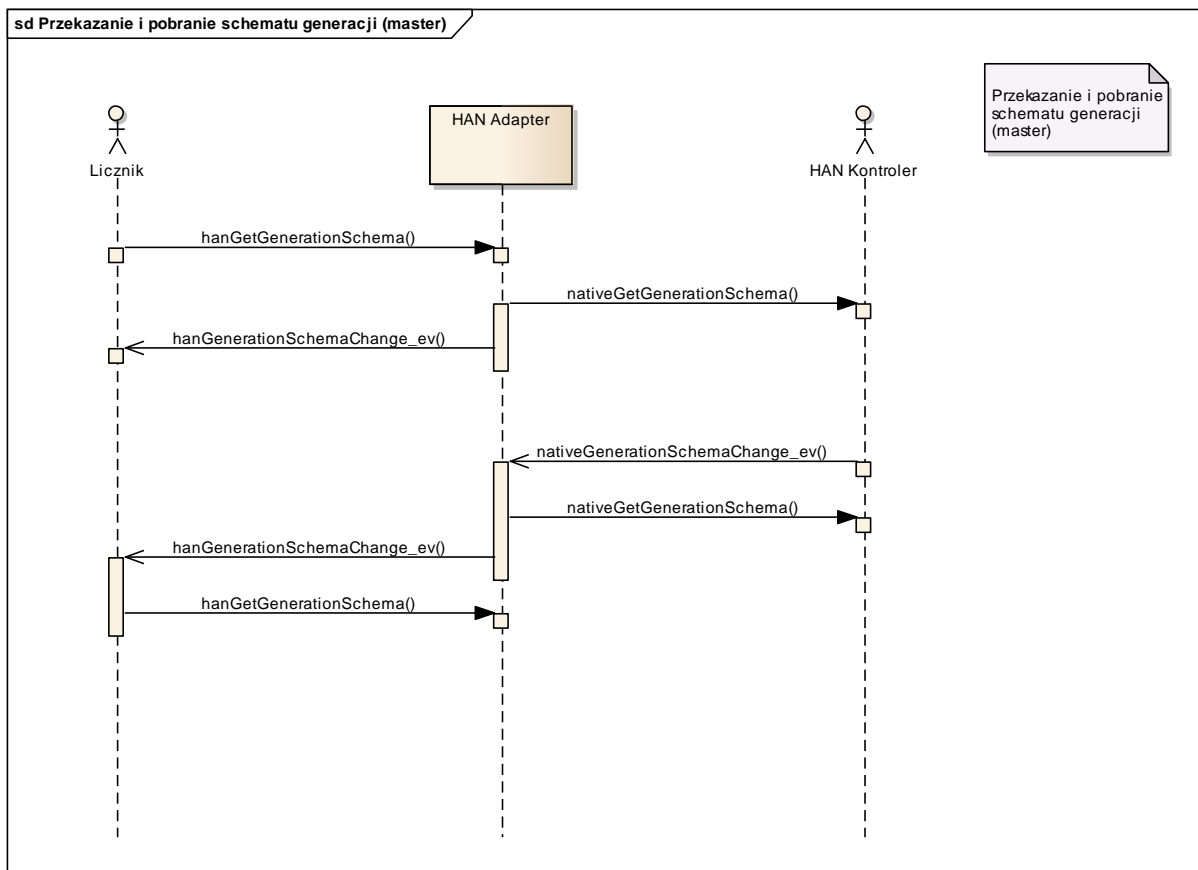 sd Przekazanie i pobranie schematu generacji (master)
Przekazanie i pobranie
schematu generacji
(master)
HAN Adapter
Licznik
HAN Kontroler
hanGetGenerationSchema()
nativeGetGenerationSchema()
hanGenerationSchemaChange_ev()
nativeGenerationSchemaChange_ev()
nativeGetGenerationSchema()
hanGenerationSchemaChange_ev()
hanGetGenerationSchema()